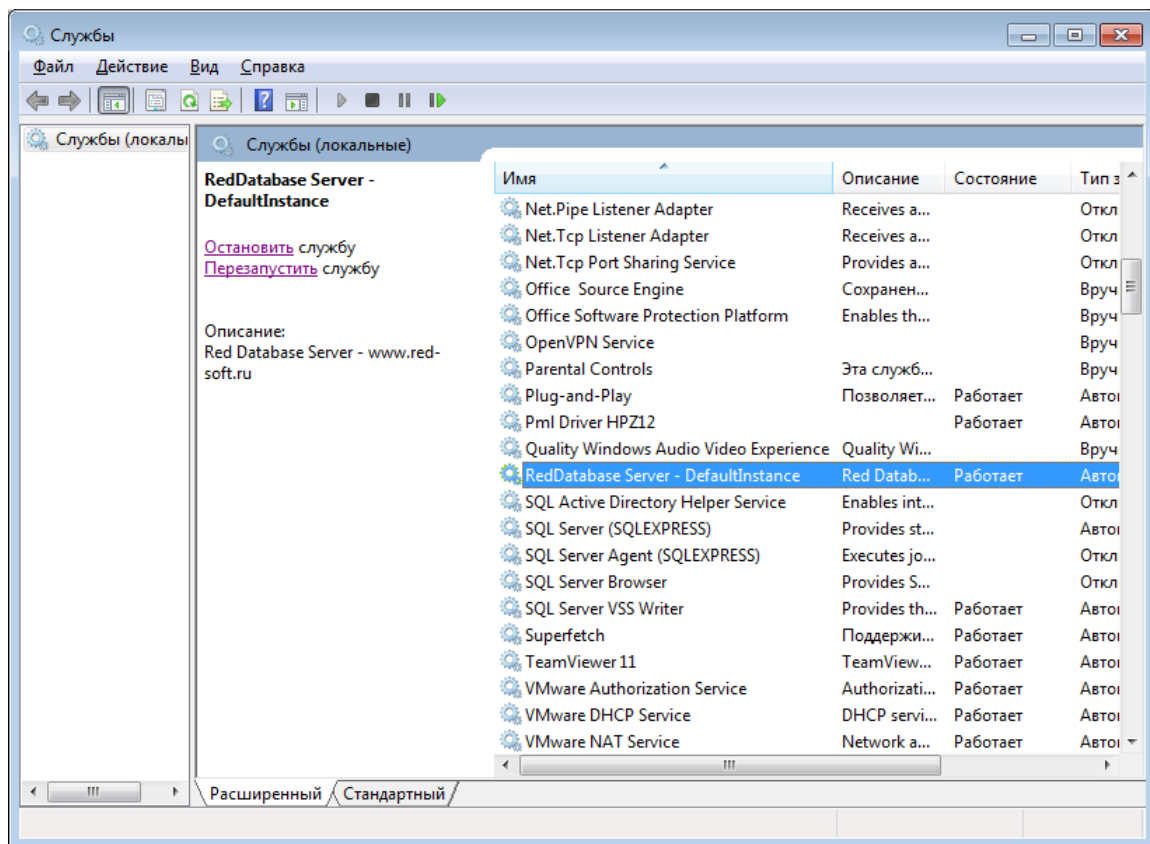 Службы
Файл Действие Вид Справка
Службы (локалы
Службы (локальные)
RedDatabase Server -
DefaultInstance
Остановить службу
Перезапустить службу
Описание:
Red Database Server - www.red-
soft.ru
Имя Описание Состояние Тип з
Net.Pipe Listener Adapter Receives a... Откл
Net.Tcp Listener Adapter Receives a... Откл
Net.Tcp Port Sharing Service Provides a... Откл
Office Source Engine Сохранен... Вруч
Office Software Protection Platform Enables th... Вруч
OpenVPN Service Вруч
Parental Controls Эта служб... Вруч
Plug-and-Play Позволяет... Работает Авто
Pml Driver HPZ12 Работает Авто
Quality Windows Audio Video Experience Quality Wi... Вруч
RedDatabase Server - DefaultInstance Red Datab... Работает Авто
SQL Active Directory Helper Service Enables int... Откл
SQL Server (SQLEXPRESS) Provides st... Авто
SQL Server Agent (SQLEXPRESS) Executes jo... Откл
SQL Server Browser Provides S... Откл
SQL Server VSS Writer Provides th... Работает Авто
Superfetch Поддержи... Работает Авто
TeamViewer 11 TeamView... Работает Авто
VMware Authorization Service Authorizati... Работает Авто
VMware DHCP Service DHCP servi... Работает Авто
VMware NAT Service Network a... Работает Авто
Расширенный Стандартный